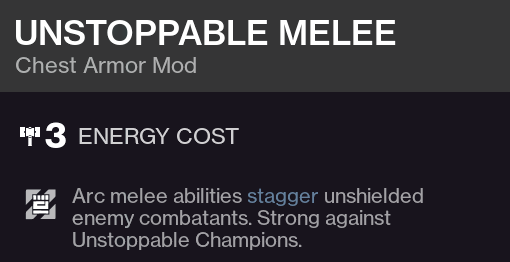 UNSTOPPABLE MELEE
Chest Armor Mod
3 ENERGY COST
Arc melee abilities stagger unshielded
enemy combatants. Strong against
Unstoppable Champions.